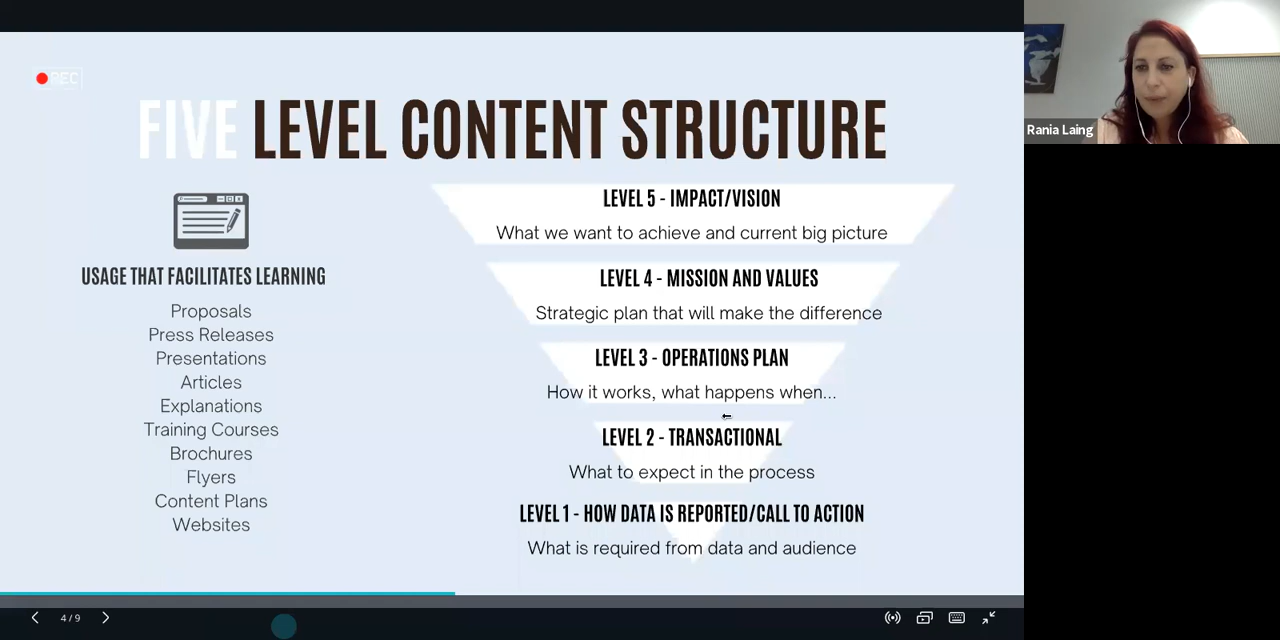 REC
FIVE LEVEL CONTENT STRUCTURE
USAGE THAT FACILITATES LEARNING
Proposals
Press Releases
Presentations
Articles
Explanations
Training Courses
Brochures
Flyers
Content Plans
Websites
LEVEL 5 - IMPACT/VISION
What we want to achieve and current big picture
LEVEL 4 - MISSION AND VALUES
Strategic plan that will make the difference
LEVEL 3 - OPERATIONS PLAN
How it works, what happens when...
LEVEL 2 - TRANSACTIONAL
What to expect in the process
LEVEL 1 - HOW DATA IS REPORTED/CALL TO ACTION
What is required from data and audience
4 / 9
Rania Laing